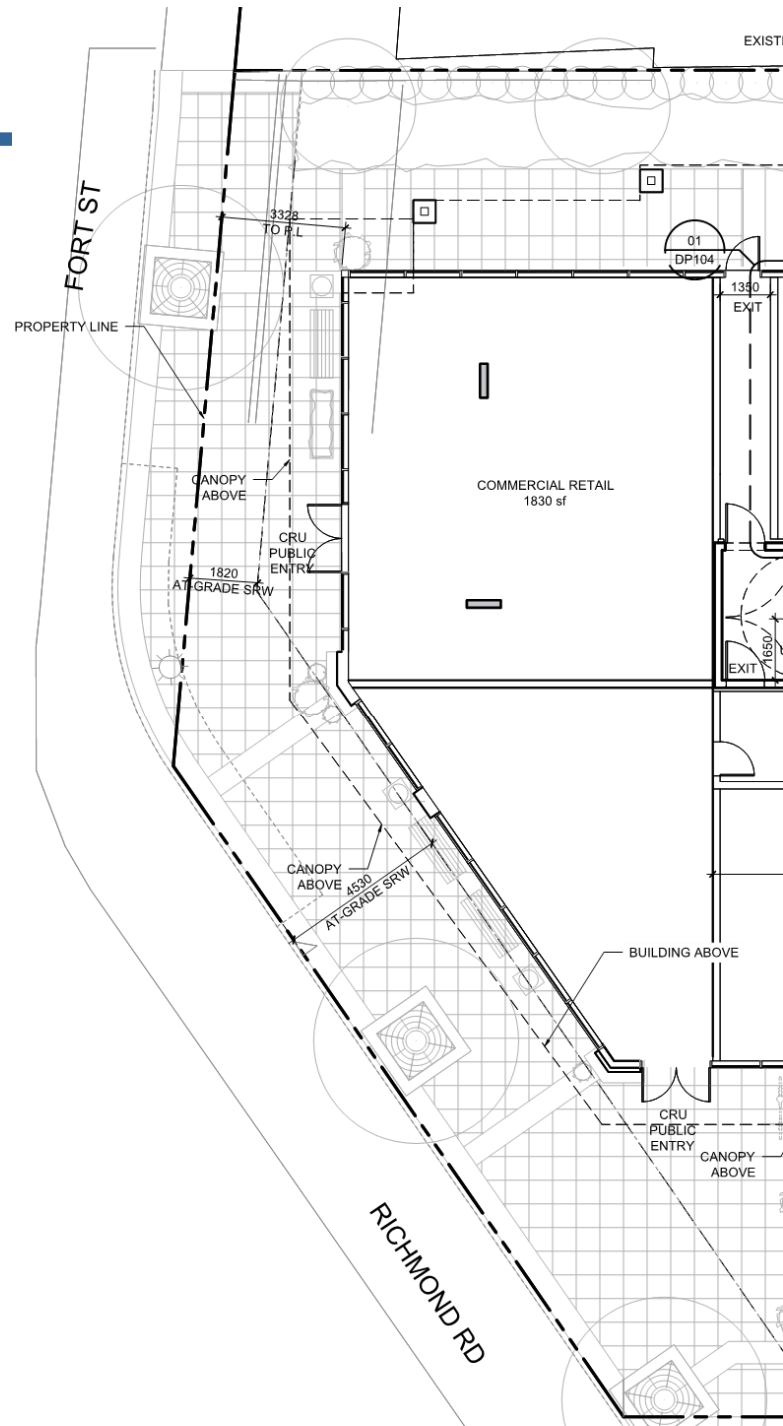 EXISTI
FORT ST
3328
TO P.L
01
DP104
1350
EXIT
PROPERTY LINE
CANOPY
ABOVE
COMMERCIAL RETAIL
1830 sf
CRU
PUBLIC
ENTRY
1820
AT-GRADE SRW
1650
EXIT
CANOPY
ABOVE
4530
AT-GRADE SRW
BUILDING ABOVE
CRU
PUBLIC
ENTRY
CANOPY
ABOVE
RICHMOND RD